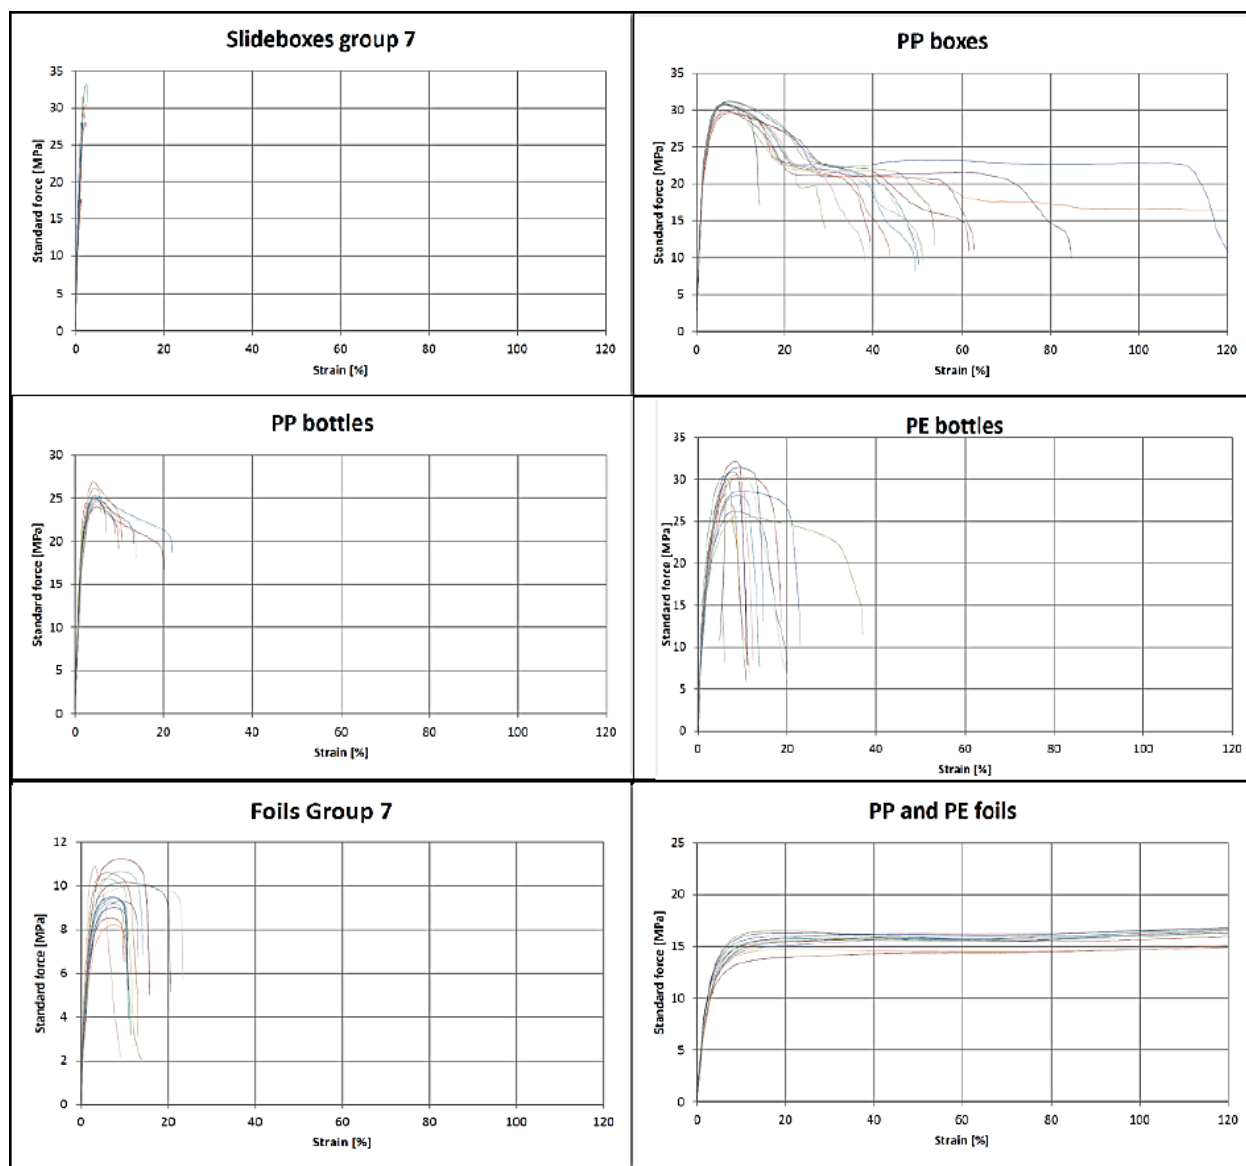 Slideboxes group 7
35
30
25
20
15
10
5
0
Standard force [MPa]
0 20 40 60 80 100 120
Strain [%]
PP boxes
35
30
25
20
15
10
5
0
Standard force [MPa]
0 20 40 60 80 100 120
Strain [%]
PP bottles
30
25
20
15
10
5
0
Standard force [MPa]
0 20 40 60 80 100 120
Strain [%]
PE bottles
35
30
25
20
15
10
5
0
Standard force [MPa]
0 20 40 60 80 100 120
Strain [%]
Foils Group 7
12
10
8
6
4
2
0
Standard force [MPa]
0 20 40 60 80 100 120
Strain [%]
PP and PE foils
25
20
15
10
5
0
Standard force [MPa]
0 20 40 60 80 100 120
Strain [%]